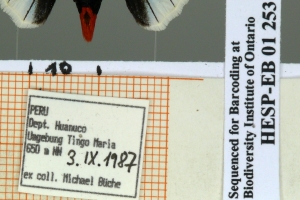 10
PERU
Dept. Huanuco
Umgebung Tingo Maria
650 m NN 3. IX. 1987
ex coll. Michael Büche
Sequenced for Barcoding at
Biodiversity Institute of Ontario
HESP-EB 01 253